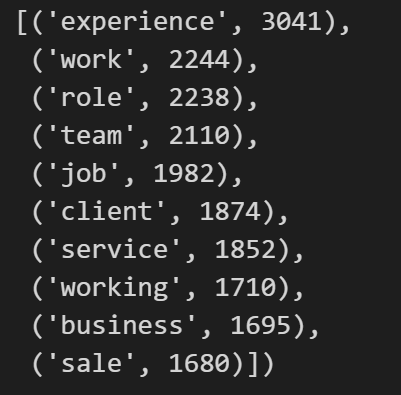 [('experience', 3041),
('work', 2244),
('role', 2238),
('team', 2110),
('job', 1982),
('client', 1874),
('service', 1852),
('working', 1710),
('business', 1695),
('sale', 1680)])